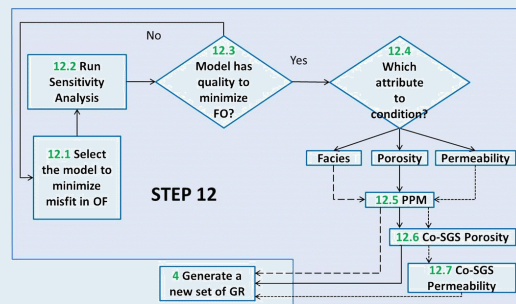 No
12.3
Model has
quality to
minimize
FO?
Yes
12.4
Which
attribute
to
condition?
12.2 Run
Sensitivity
Analysis
12.1 Select
the model to
minimize
misfit in OF
STEP 12
Facies
Porosity
Permeability
12.5 PPM
12.6 Co-SGS Porosity
12.7 Co-SGS
Permeability
4 Generate a
new set of GR